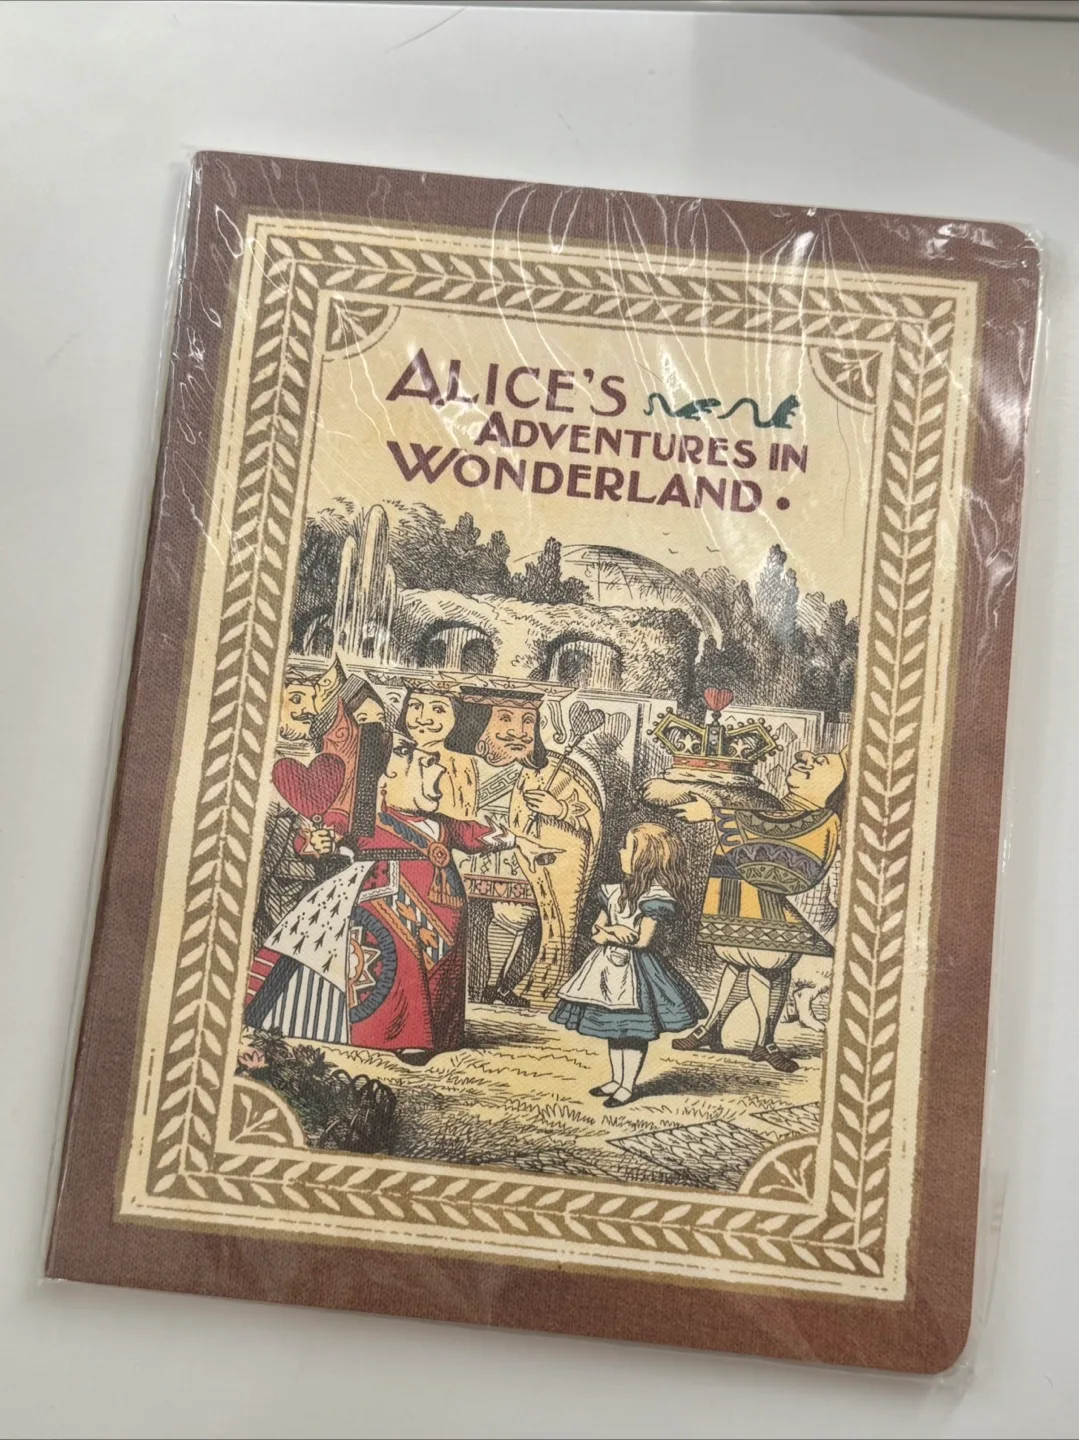 ALICE'S
ADVENTURES IN
WONDERLAND •